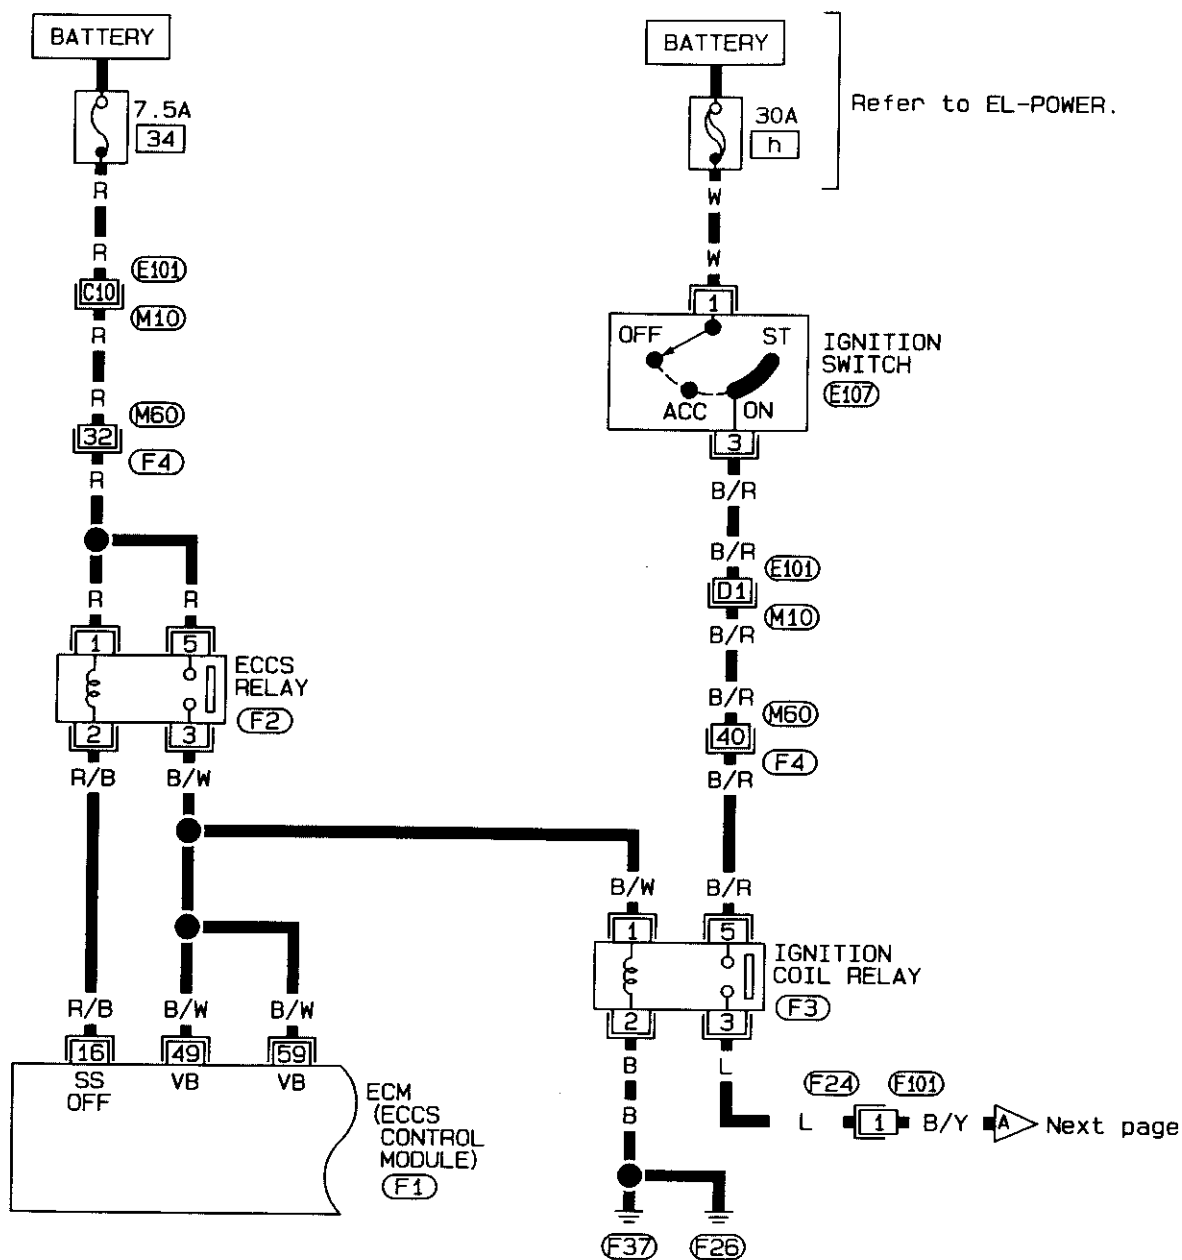 BATTERY
7.5A
34
R
R
C10
E101
M10
R
R
32
M60
F4
R
R
R
1
5
ECCS
RELAY
F2
2
3
R/B
B/W
R/B
B/W
B/W
16
49
59
SS
OFF
VB
VB
ECM
(ECCS
CONTROL
MODULE)
F1
BATTERY
30A
h
Refer to EL-POWER.
W
W
1
OFF
ST
ACC
ON
IGNITION
SWITCH
E107
3
B/R
B/R
D1
E101
M10
B/R
B/R
40
M60
F4
B/R
B/W
B/R
1
5
IGNITION
COIL RELAY
F3
2
3
B
L
B
L
F24
F101
1
B/Y
A
Next page
F37
F26